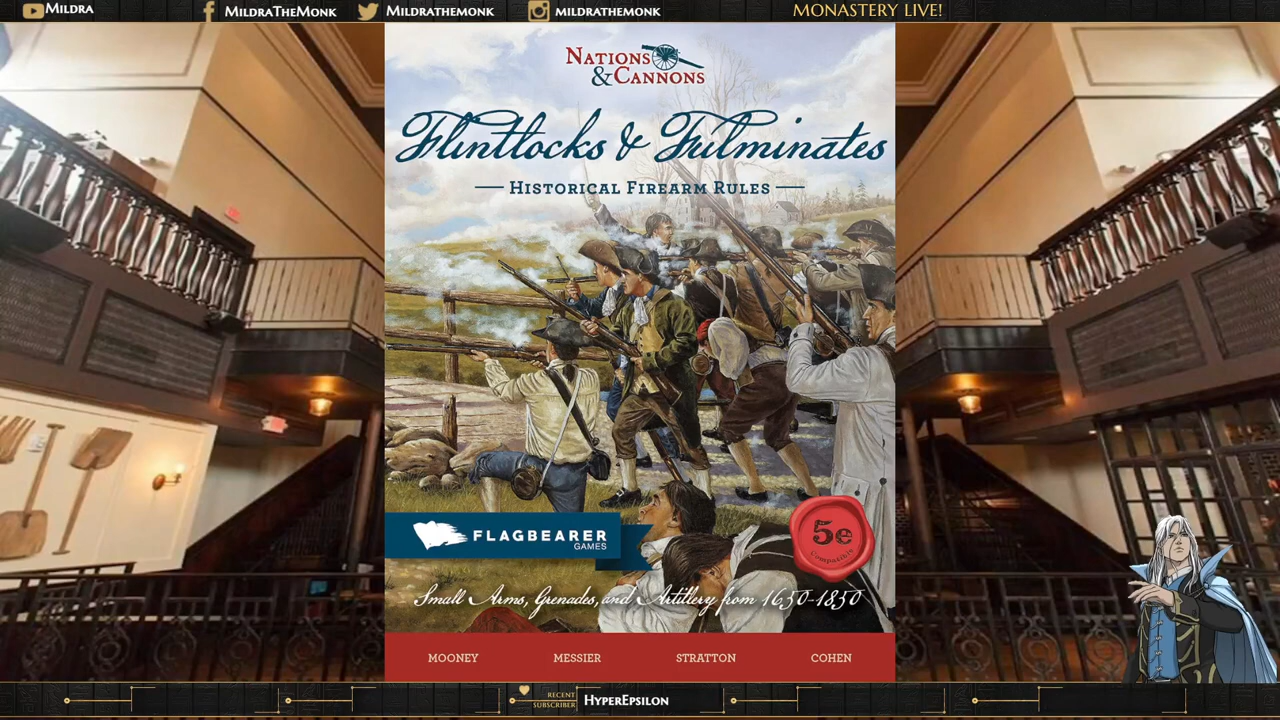 Mildra
MildraTheMonk
Mildrathemonk
mildrathemonk
Monastery Live!
Nations
& Cannons
Flintlocks & Fulminates
Historical Firearm Rules
FLAGBEARER
GAMES
5e
Compatible
Small Arms, Grenades, and Artillery from 1650-1850
MOONEY
MESSIER
STRATTON
COHEN
RECENT
SUBSCRIBER
HyperEpsilon